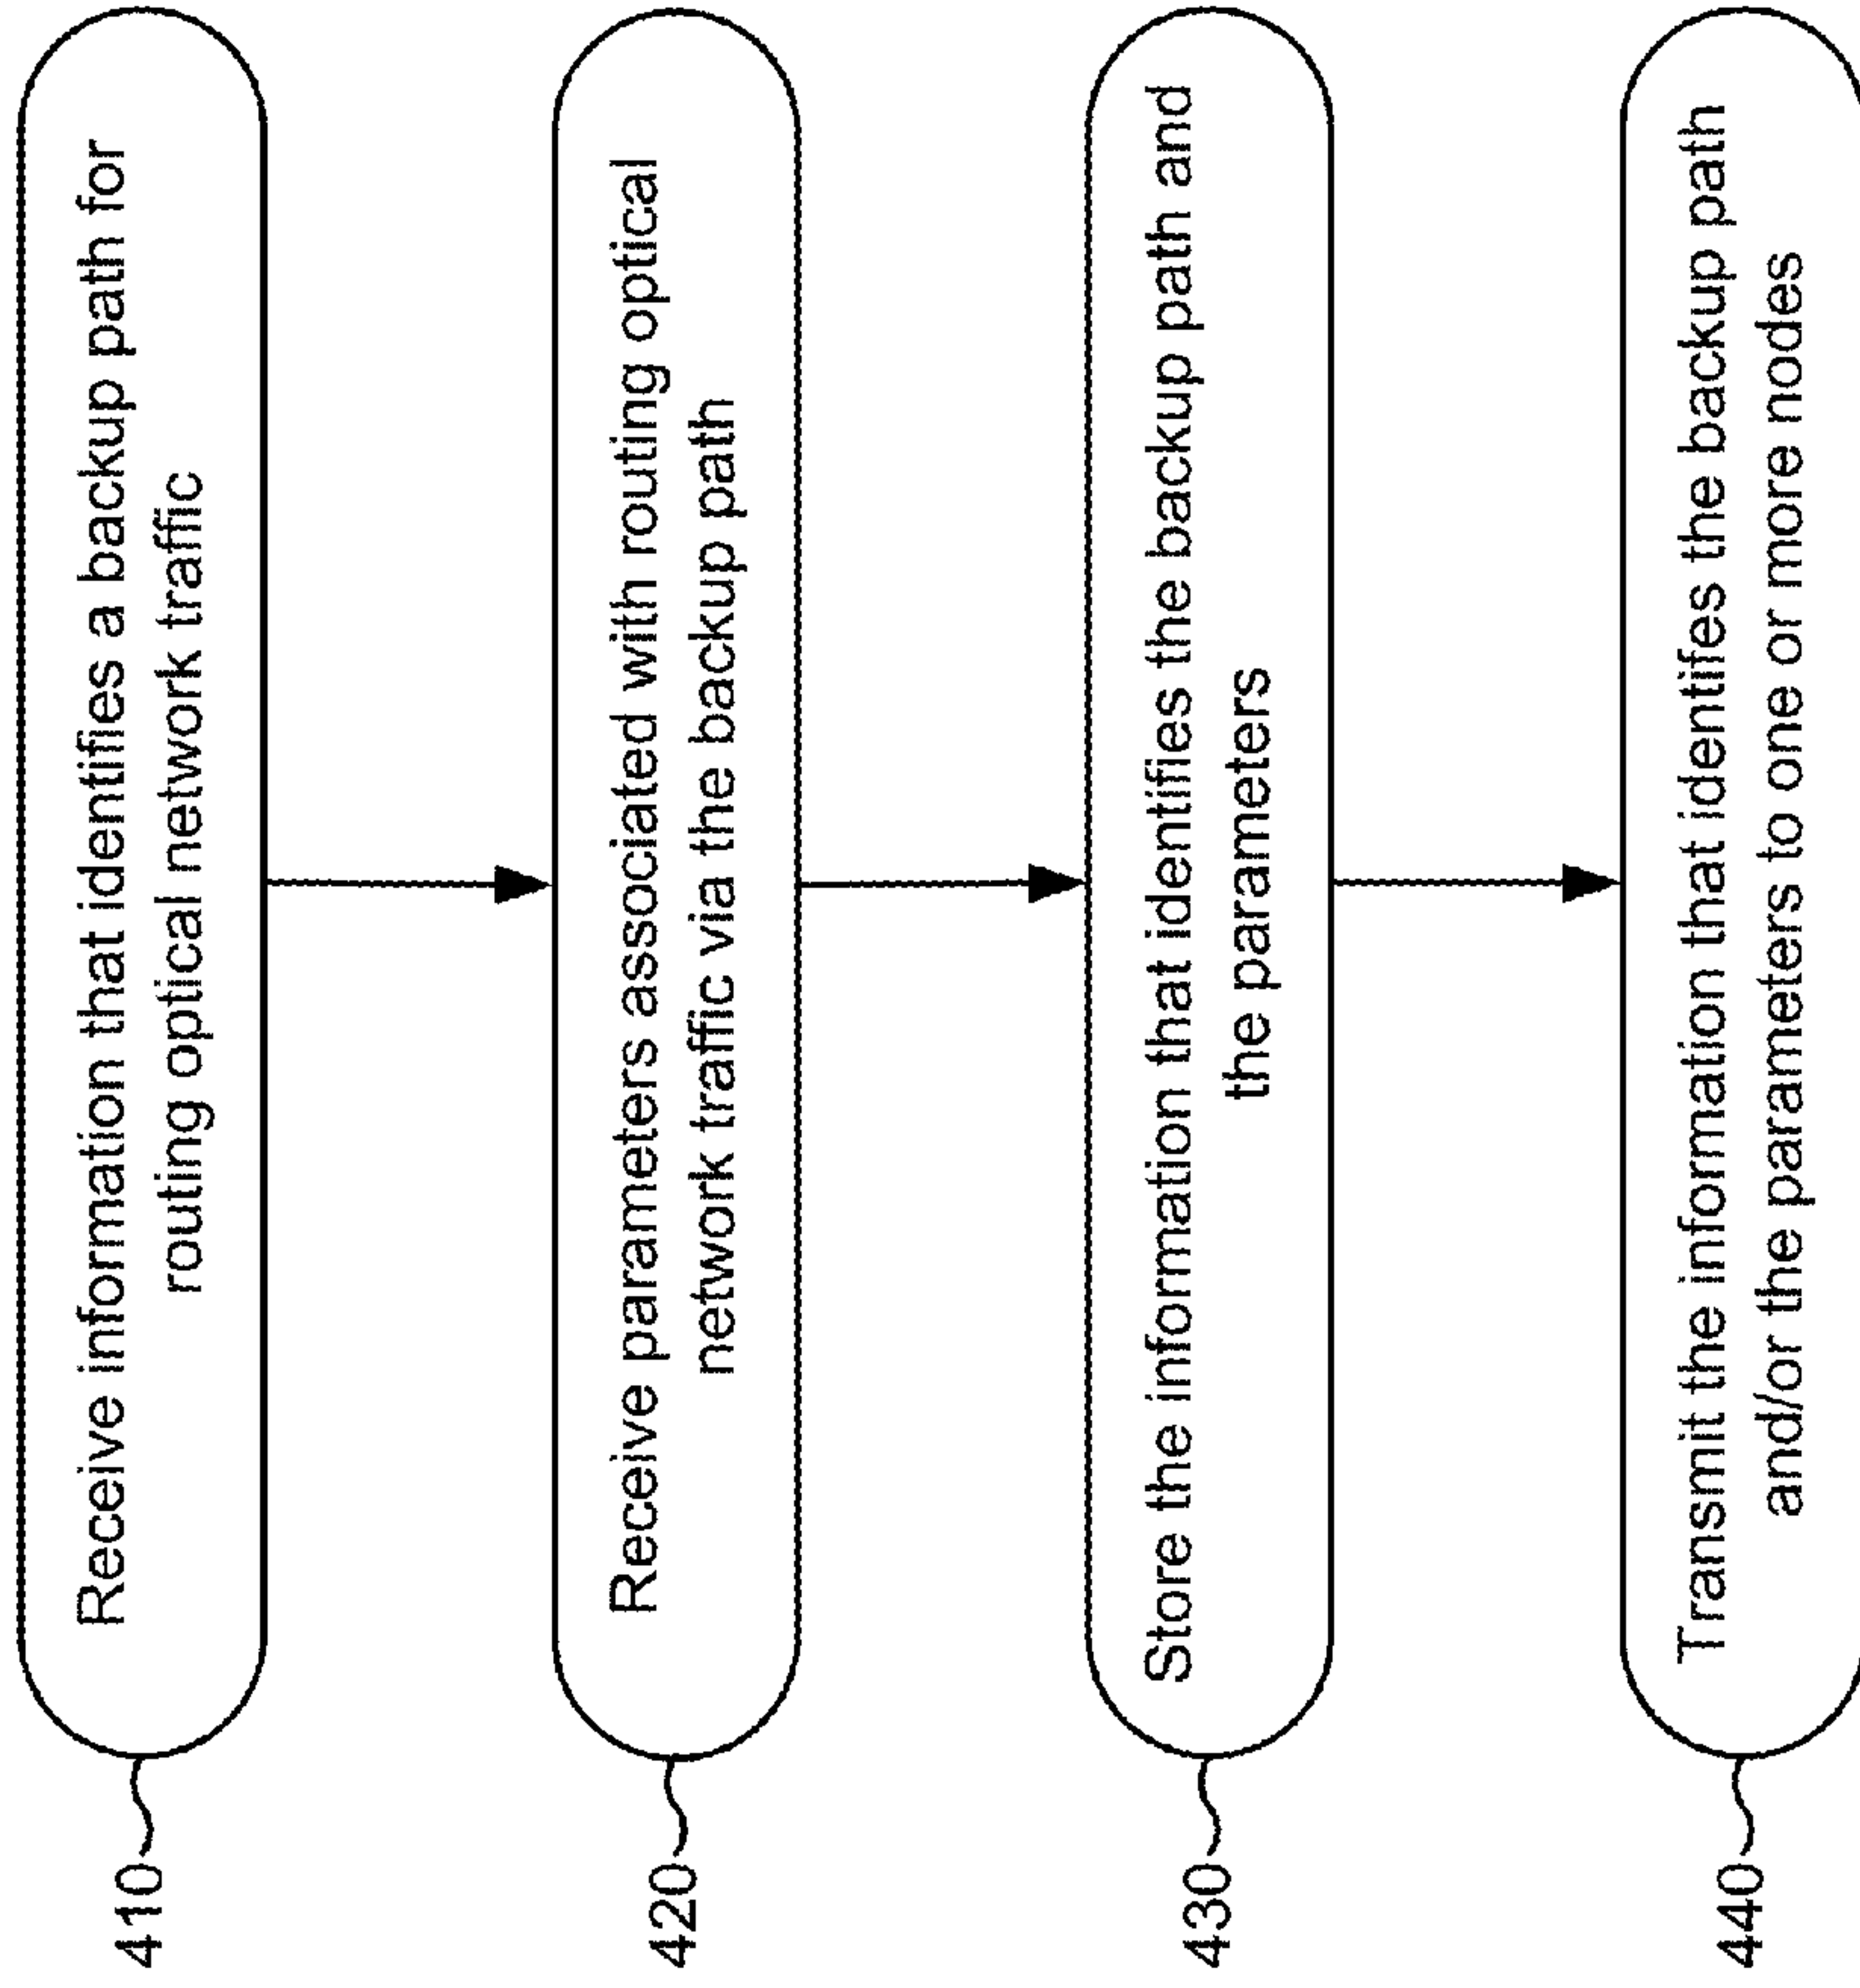 410
Receive information that identifies a backup path for
routing optical network traffic
420
Receive parameters associated with routing optical
network traffic via the backup path
430
Store the information that identifies the backup path and
the parameters
440
Transmit the information that identifies the backup path
and/or the parameters to one or more nodes